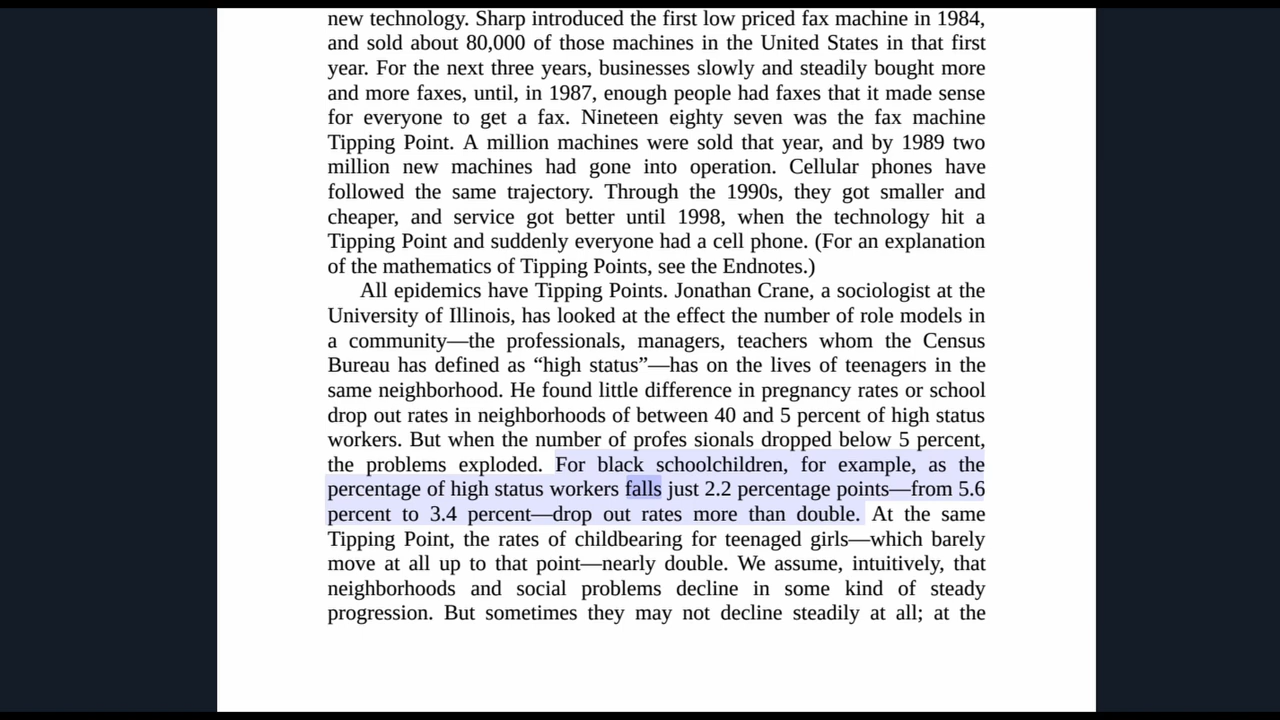 new technology. Sharp introduced the first low priced fax machine in 1984,
and sold about 80,000 of those machines in the United States in that first
year. For the next three years, businesses slowly and steadily bought more
and more faxes, until, in 1987, enough people had faxes that it made sense
for everyone to get a fax. Nineteen eighty seven was the fax machine
Tipping Point. A million machines were sold that year, and by 1989 two
million new machines had gone into operation. Cellular phones have
followed the same trajectory. Through the 1990s, they got smaller and
cheaper, and service got better until 1998, when the technology hit a
Tipping Point and suddenly everyone had a cell phone. (For an explanation
of the mathematics of Tipping Points, see the Endnotes.)
All epidemics have Tipping Points. Jonathan Crane, a sociologist at the
University of Illinois, has looked at the effect the number of role models in
a community—the professionals, managers, teachers whom the Census
Bureau has defined as “high status”—has on the lives of teenagers in the
same neighborhood. He found little difference in pregnancy rates or school
drop out rates in neighborhoods of between 40 and 5 percent of high status
workers. But when the number of profes sionals dropped below 5 percent,
the problems exploded. For black schoolchildren, for example, as the
percentage of high status workers falls just 2.2 percentage points—from 5.6
percent to 3.4 percent—drop out rates more than double. At the same
Tipping Point, the rates of childbearing for teenaged girls—which barely
move at all up to that point—nearly double. We assume, intuitively, that
neighborhoods and social problems decline in some kind of steady
progression. But sometimes they may not decline steadily at all; at the